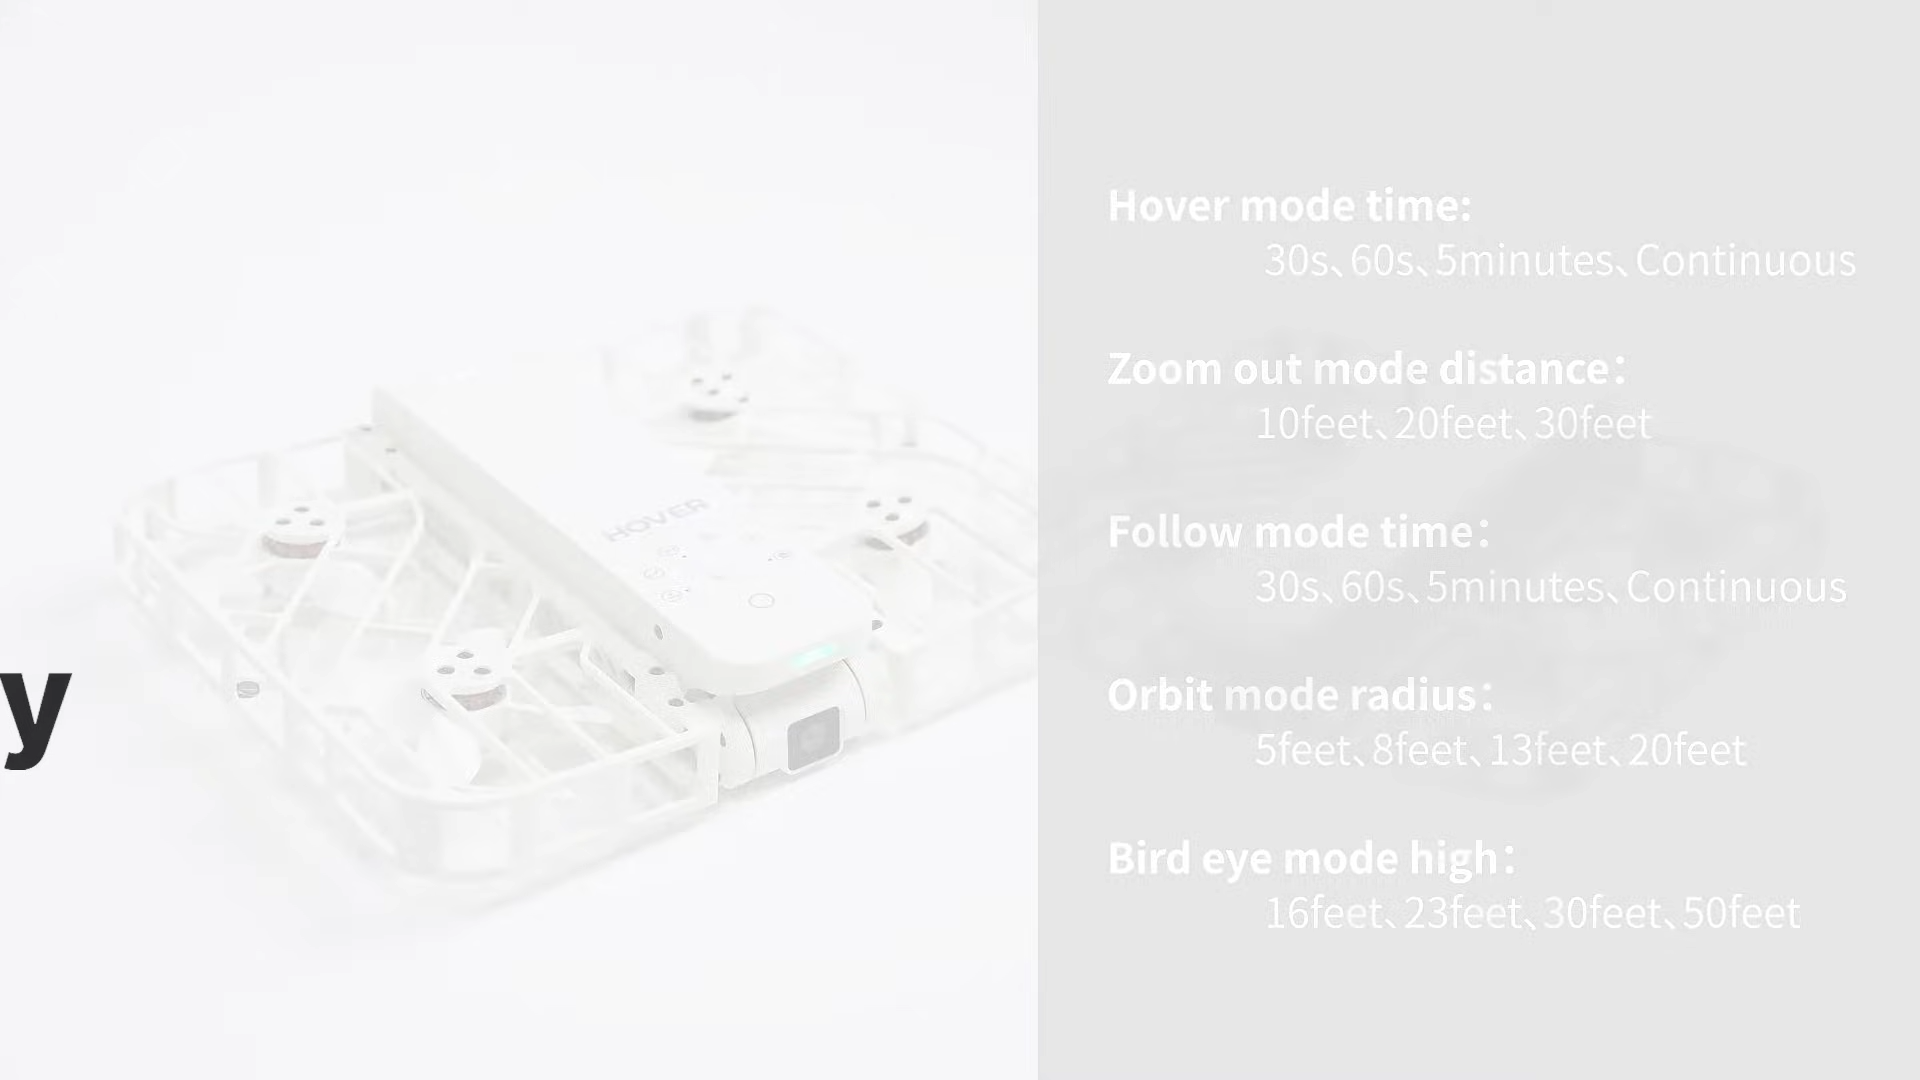 Hover mode time:
30s、60s、5minutes、Continuous
Zoom out mode distance：
10feet、20feet、30feet
Follow mode time：
30s、60s、5minutes、Continuous
Orbit mode radius：
5feet、8feet、13feet、20feet
Bird eye mode high：
16feet、23feet、30feet、50feet
HOVER
y